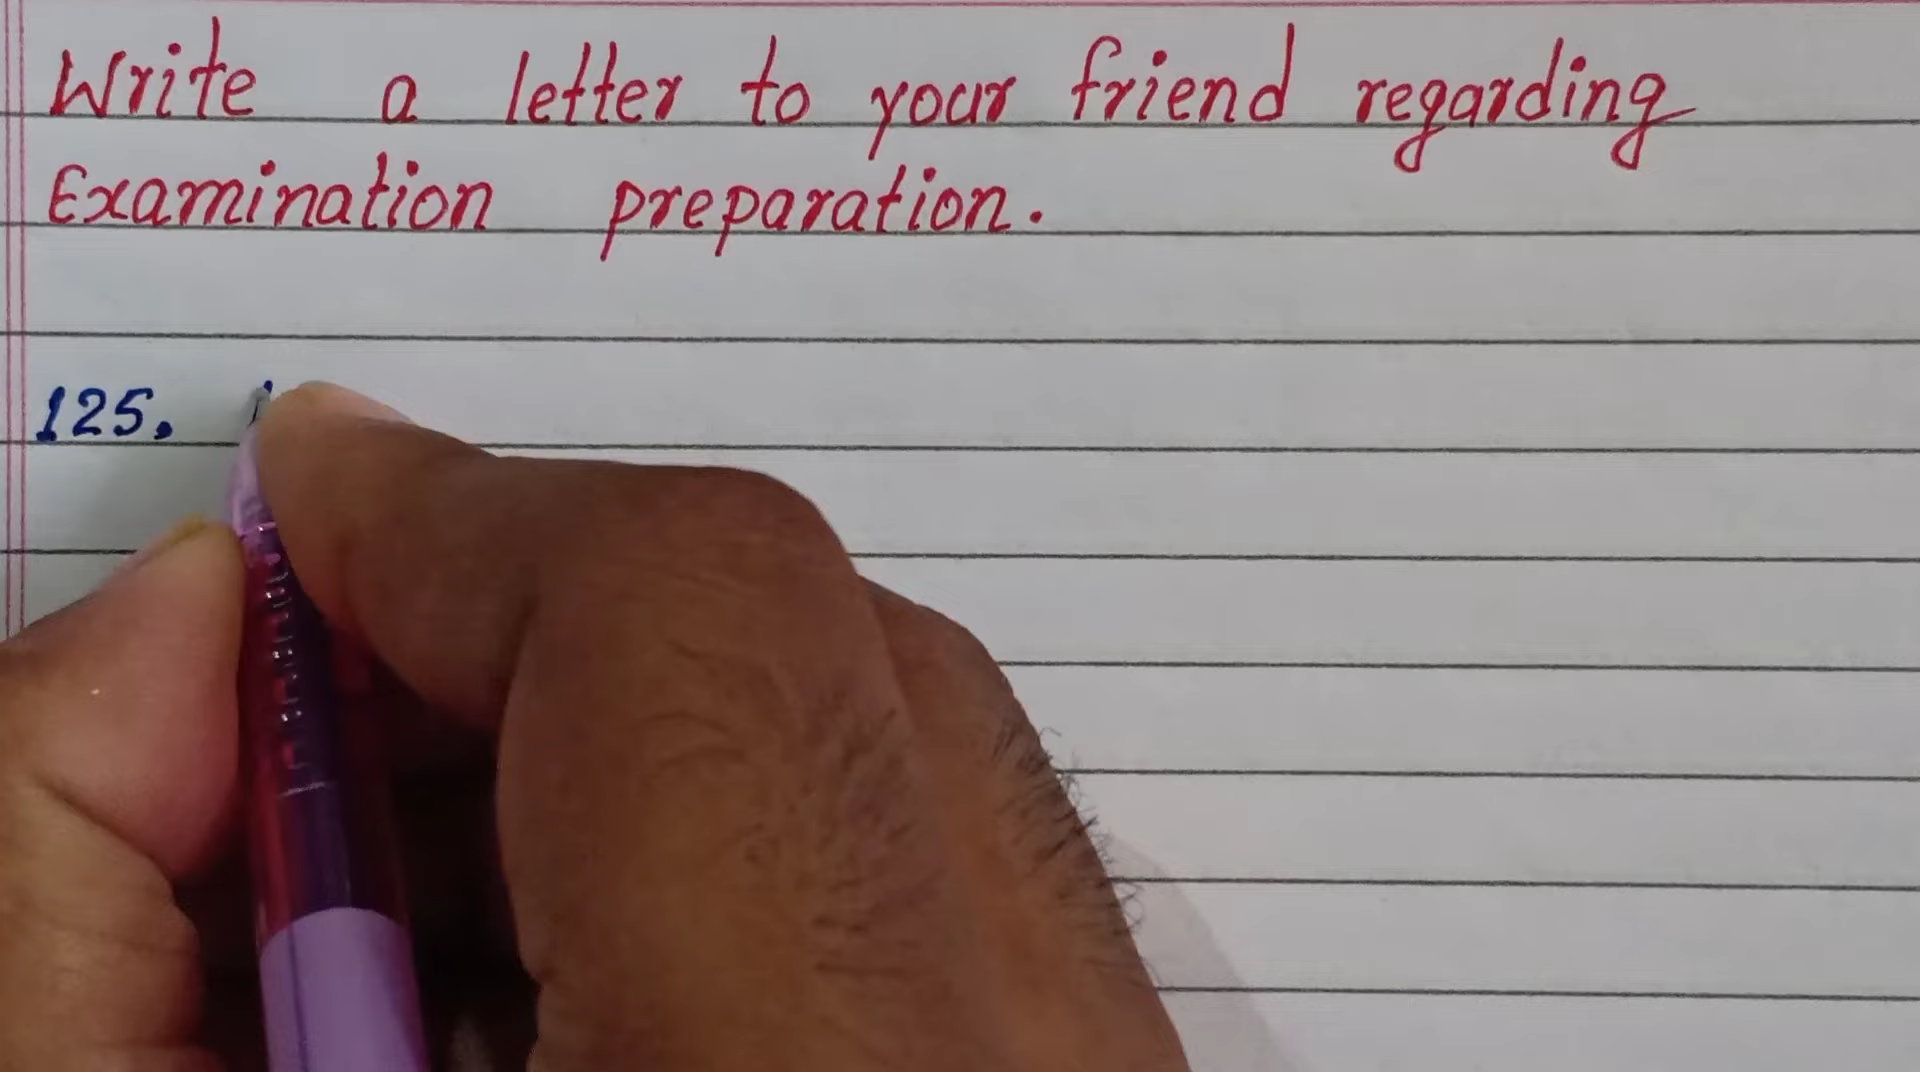 Write a letter to your friend regarding
Examination preparation.
125,